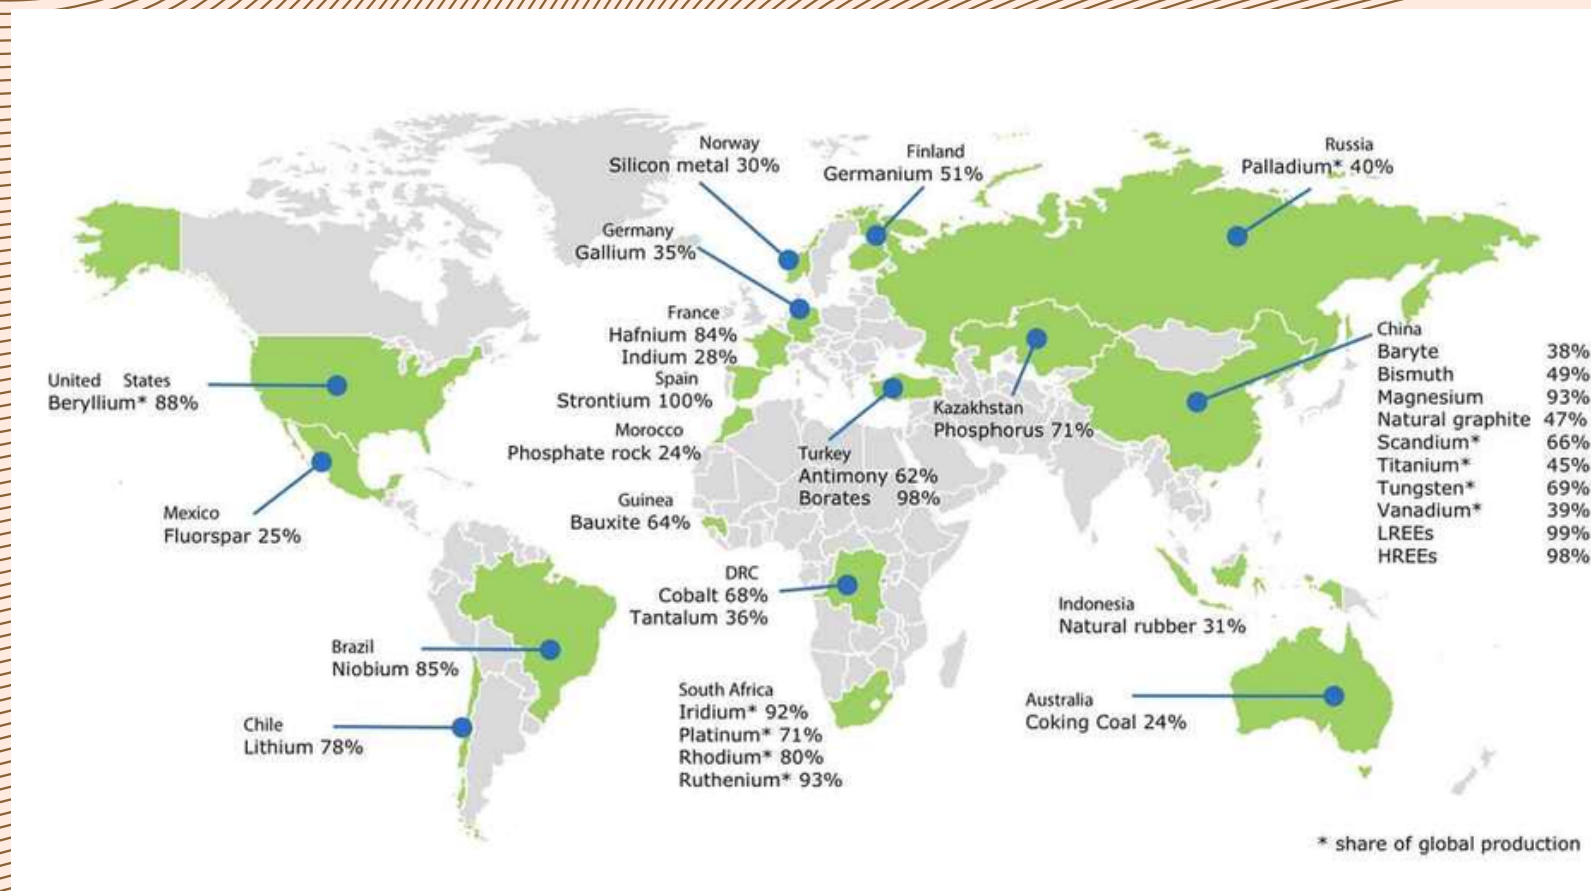 Norway
Silicon metal 30%
Finland
Germanium 51%
Russia
Palladium* 40%
Germany
Gallium 35%
France
Hafnium 84%
Indium 28%
Spain
Strontium 100%
Morocco
Phosphate rock 24%
Guinea
Bauxite 64%
United States
Beryllium* 88%
Mexico
Fluorspar 25%
Kazakhstan
Phosphorus 71%
Turkey
Antimony 62%
Borates 98%
China
Baryte 38%
Bismuth 49%
Magnesium 93%
Natural graphite 47%
Scandium* 66%
Titanium* 45%
Tungsten* 69%
Vanadium* 39%
LREEs 99%
HREEs 98%
DRC
Cobalt 68%
Tantalum 36%
Indonesia
Natural rubber 31%
Brazil
Niobium 85%
Chile
Lithium 78%
South Africa
Iridium* 92%
Platinum* 71%
Rhodium* 80%
Ruthenium* 93%
Australia
Coking Coal 24%
* share of global production